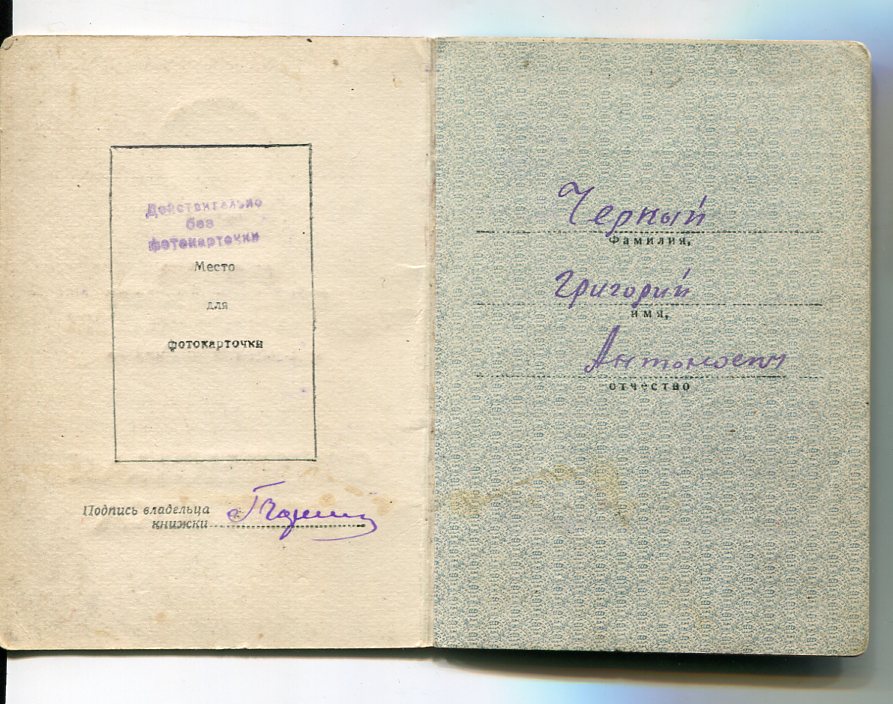 Действительно
без
фотокарточки
Место
для
фотокарточки
Подпись владельца
книжки
Черный
Фамилия,
Григорий
имя,
Антонович
отчество